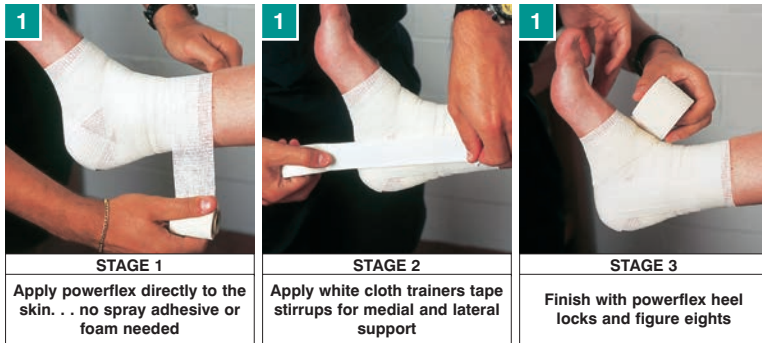 1
1
1
STAGE 1
STAGE 2
STAGE 3
Apply powerflex directly to the
skin. . . no spray adhesive or
foam needed
Apply white cloth trainers tape
stirrups for medial and lateral
support
Finish with powerflex heel
locks and figure eights